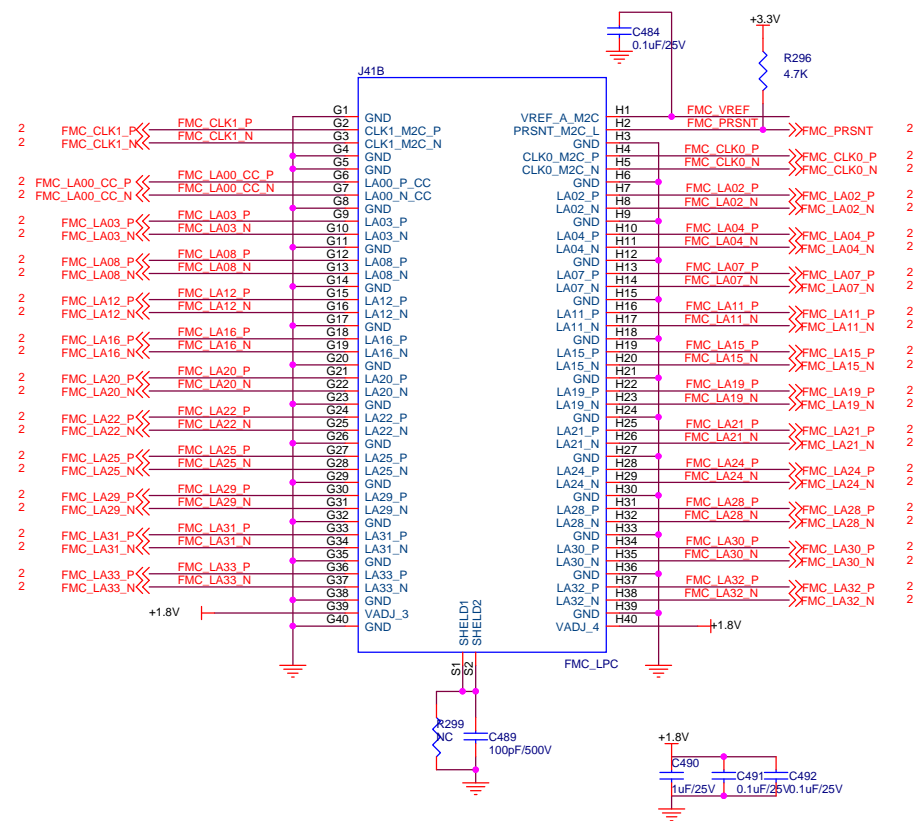 C484
0.1uF/25V
+3.3V
R296
4.7K
J41B
G1 GND
2 FMC_CLK1_P FMC_CLK1_P G2 CLK1_M2C_P
2 FMC_CLK1_N FMC_CLK1_N G3 CLK1_M2C_N
G4 GND
G5 GND
2 FMC_LA00_CC_P FMC_LA00_CC_P G6 LA00_P_CC
2 FMC_LA00_CC_N FMC_LA00_CC_N G7 LA00_N_CC
G8 GND
2 FMC_LA03_P FMC_LA03_P G9 LA03_P
2 FMC_LA03_N FMC_LA03_N G10 LA03_N
G11 GND
2 FMC_LA08_P FMC_LA08_P G12 LA08_P
2 FMC_LA08_N FMC_LA08_N G13 LA08_N
G14 GND
2 FMC_LA12_P FMC_LA12_P G15 LA12_P
2 FMC_LA12_N FMC_LA12_N G16 LA12_N
G17 GND
2 FMC_LA16_P FMC_LA16_P G18 LA16_P
2 FMC_LA16_N FMC_LA16_N G19 LA16_N
G20 GND
2 FMC_LA20_P FMC_LA20_P G21 LA20_P
2 FMC_LA20_N FMC_LA20_N G22 LA20_N
G23 GND
2 FMC_LA22_P FMC_LA22_P G24 LA22_P
2 FMC_LA22_N FMC_LA22_N G25 LA22_N
G26 GND
2 FMC_LA25_P FMC_LA25_P G27 LA25_P
2 FMC_LA25_N FMC_LA25_N G28 LA25_N
G29 GND
2 FMC_LA29_P FMC_LA29_P G30 LA29_P
2 FMC_LA29_N FMC_LA29_N G31 LA29_N
G32 GND
2 FMC_LA31_P FMC_LA31_P G33 LA31_P
2 FMC_LA31_N FMC_LA31_N G34 LA31_N
G35 GND
2 FMC_LA33_P FMC_LA33_P G36 LA33_P
2 FMC_LA33_N FMC_LA33_N G37 LA33_N
G38 GND
+1.8V G39 VADJ_3
G40 GND
VREF_A_M2C H1 FMC_VREF
PRSNT_M2C_L H2 FMC_PRSNT FMC_PRSNT 2
GND H3
CLK0_M2C_P H4 FMC_CLK0_P FMC_CLK0_P 2
CLK0_M2C_N H5 FMC_CLK0_N FMC_CLK0_N 2
GND H6
LA02_P H7 FMC_LA02_P FMC_LA02_P 2
LA02_N H8 FMC_LA02_N FMC_LA02_N 2
GND H9
LA04_P H10 FMC_LA04_P FMC_LA04_P 2
LA04_N H11 FMC_LA04_N FMC_LA04_N 2
GND H12
LA07_P H13 FMC_LA07_P FMC_LA07_P 2
LA07_N H14 FMC_LA07_N FMC_LA07_N 2
GND H15
LA11_P H16 FMC_LA11_P FMC_LA11_P 2
LA11_N H17 FMC_LA11_N FMC_LA11_N 2
GND H18
LA15_P H19 FMC_LA15_P FMC_LA15_P 2
LA15_N H20 FMC_LA15_N FMC_LA15_N 2
GND H21
LA19_P H22 FMC_LA19_P FMC_LA19_P 2
LA19_N H23 FMC_LA19_N FMC_LA19_N 2
GND H24
LA21_P H25 FMC_LA21_P FMC_LA21_P 2
LA21_N H26 FMC_LA21_N FMC_LA21_N 2
GND H27
LA24_P H28 FMC_LA24_P FMC_LA24_P 2
LA24_N H29 FMC_LA24_N FMC_LA24_N 2
GND H30
LA28_P H31 FMC_LA28_P FMC_LA28_P 2
LA28_N H32 FMC_LA28_N FMC_LA28_N 2
GND H33
LA30_P H34 FMC_LA30_P FMC_LA30_P 2
LA30_N H35 FMC_LA30_N FMC_LA30_N 2
GND H36
LA32_P H37 FMC_LA32_P FMC_LA32_P 2
LA32_N H38 FMC_LA32_N FMC_LA32_N 2
GND H39
VADJ_4 H40 +1.8V
SHELD1
SHELD2
S1
S2
FMC_LPC
R299
NC
C489
100pF/500V
+1.8V
C490
1uF/25V
C491
0.1uF/25V
C492
0.1uF/25V